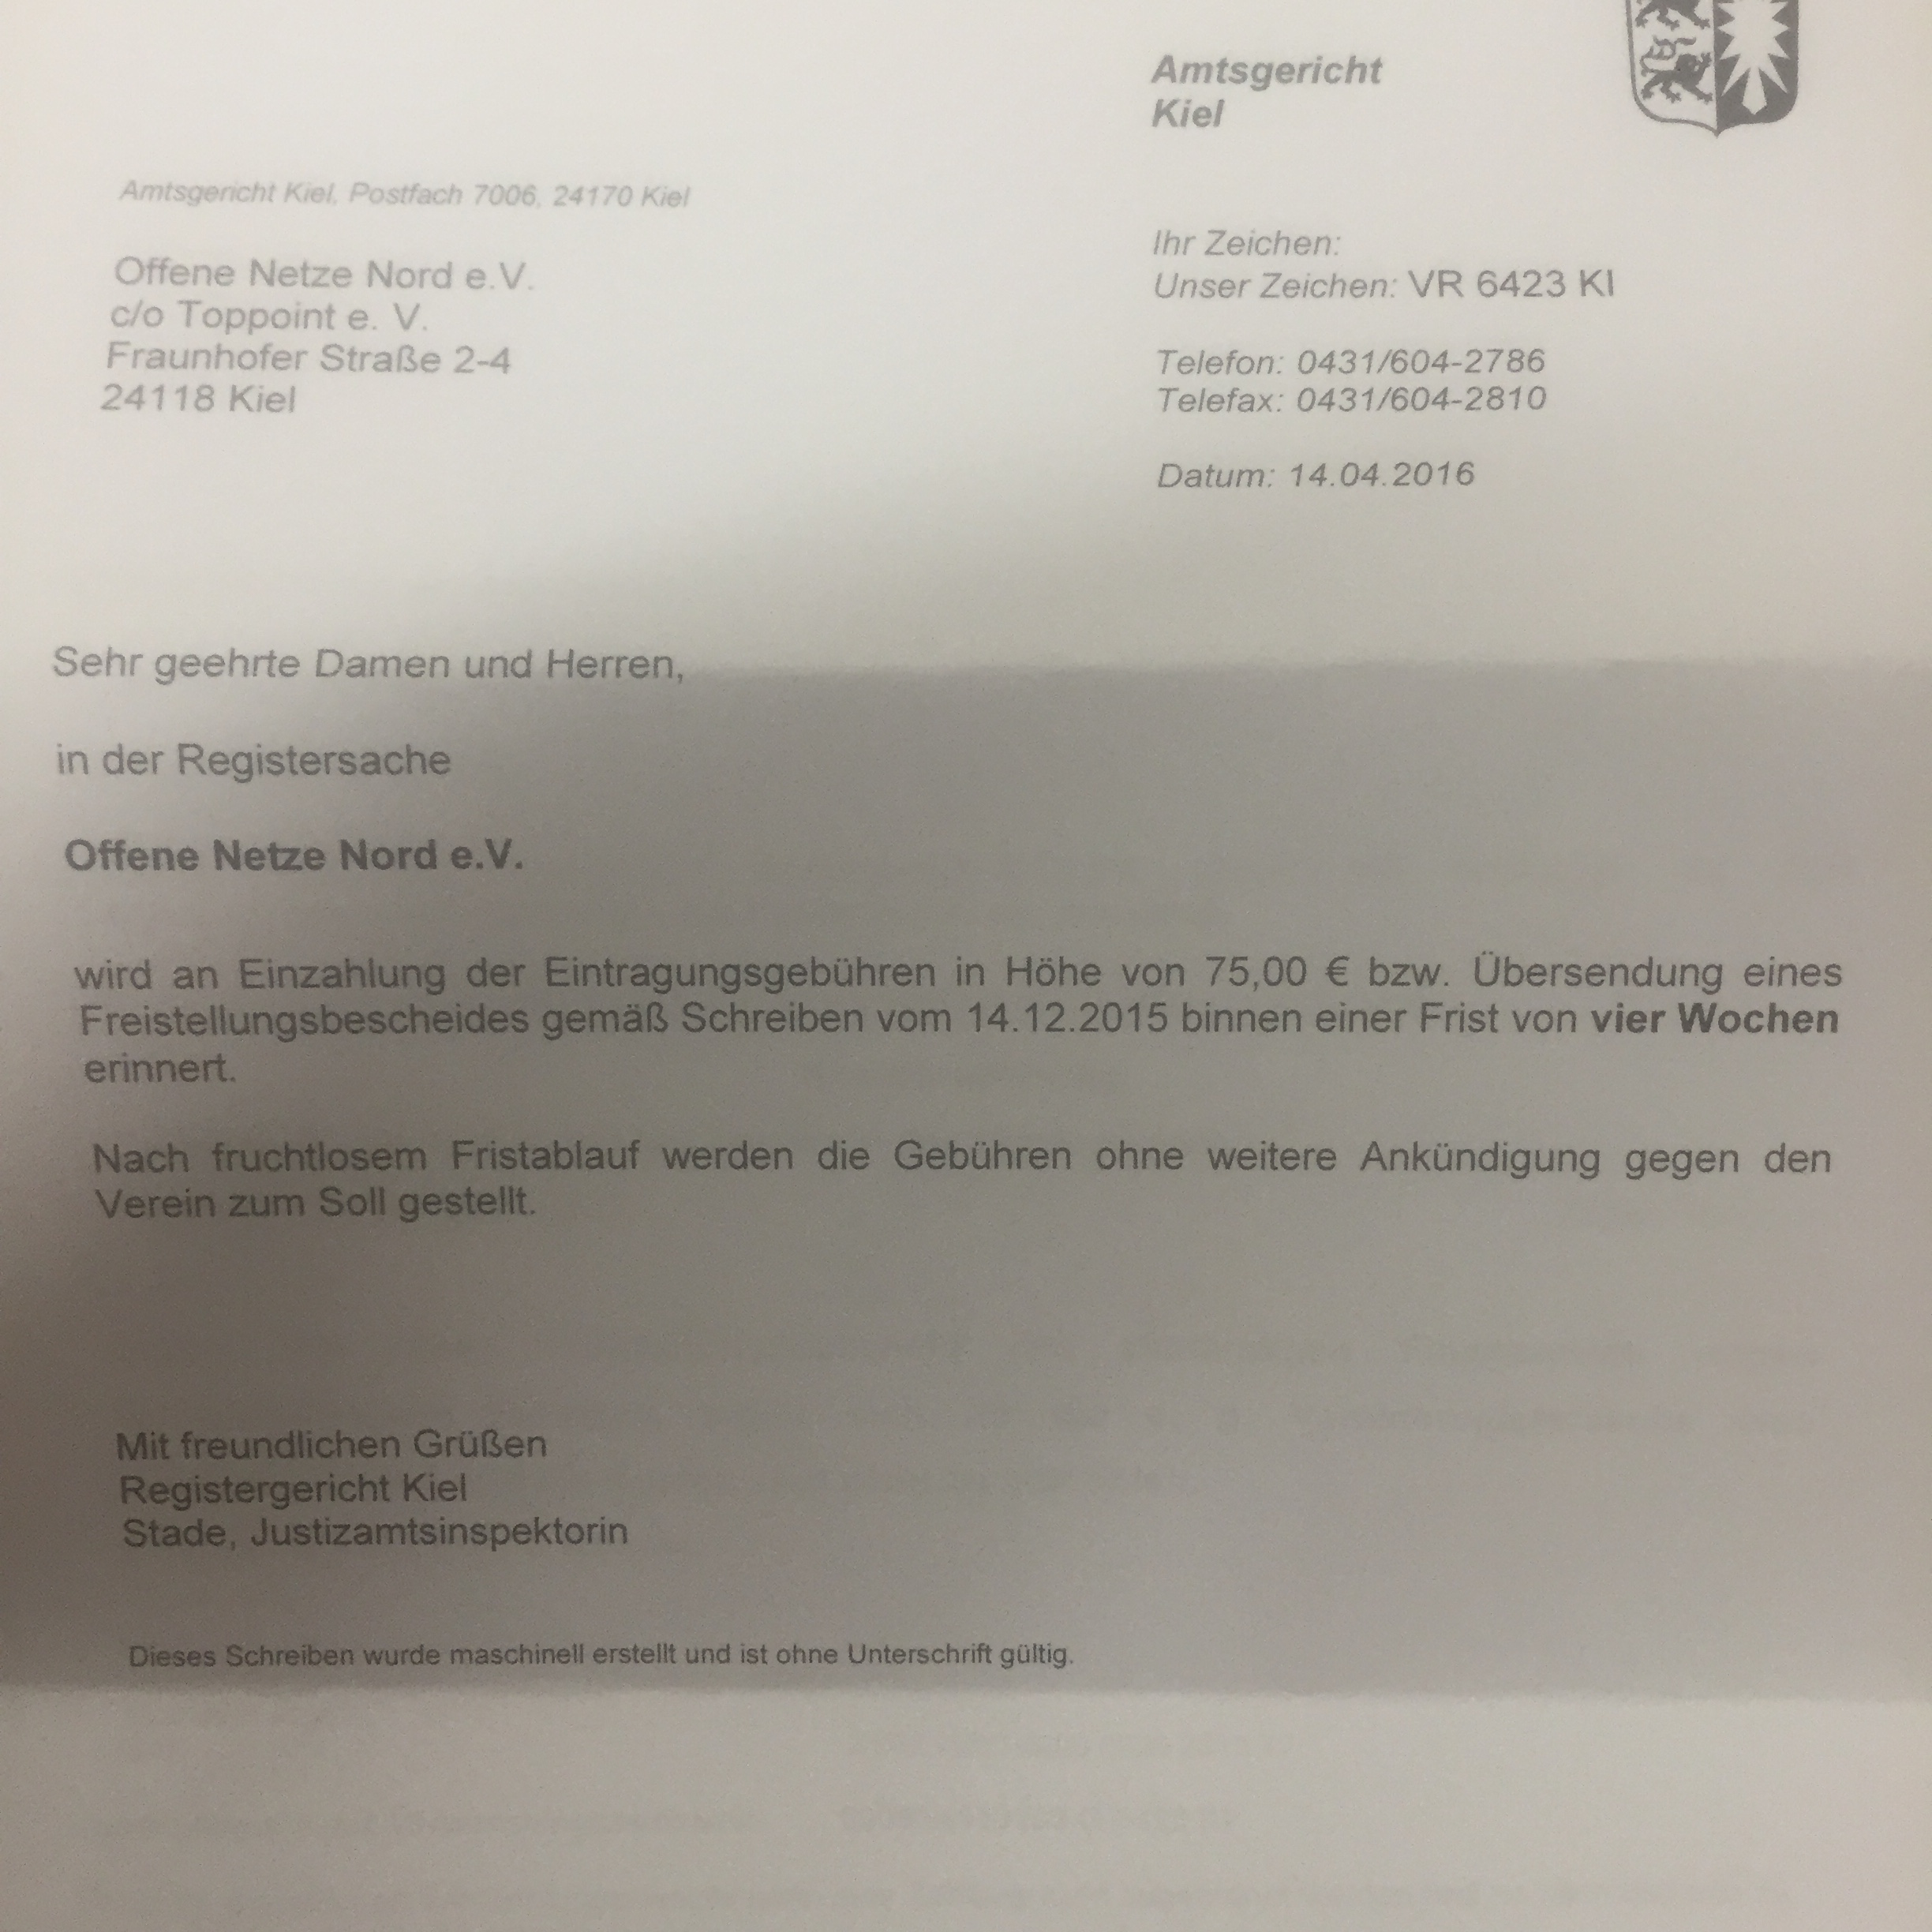 Amtsgericht
Kiel
Amtsgericht Kiel, Postfach 7006, 24170 Kiel
Offene Netze Nord e.V.
c/o Toppoint e. V.
Fraunhofer Straße 2-4
24118 Kiel
Ihr Zeichen:
Unser Zeichen: VR 6423 KI
Telefon: 0431/604-2786
Telefax: 0431/604-2810
Datum: 14.04.2016
Sehr geehrte Damen und Herren,
in der Registersache
Offene Netze Nord e.V.
wird an Einzahlung der Eintragungsgebühren in Höhe von 75,00 € bzw. Übersendung eines
Freistellungsbescheides gemäß Schreiben vom 14.12.2015 binnen einer Frist von vier Wochen
erinnert.
Nach fruchtlosem Fristablauf werden die Gebühren ohne weitere Ankündigung gegen den
Verein zum Soll gestellt.
Mit freundlichen Grüßen
Registergericht Kiel
Stade, Justizamtsinspektorin
Dieses Schreiben wurde maschinell erstellt und ist ohne Unterschrift gültig.